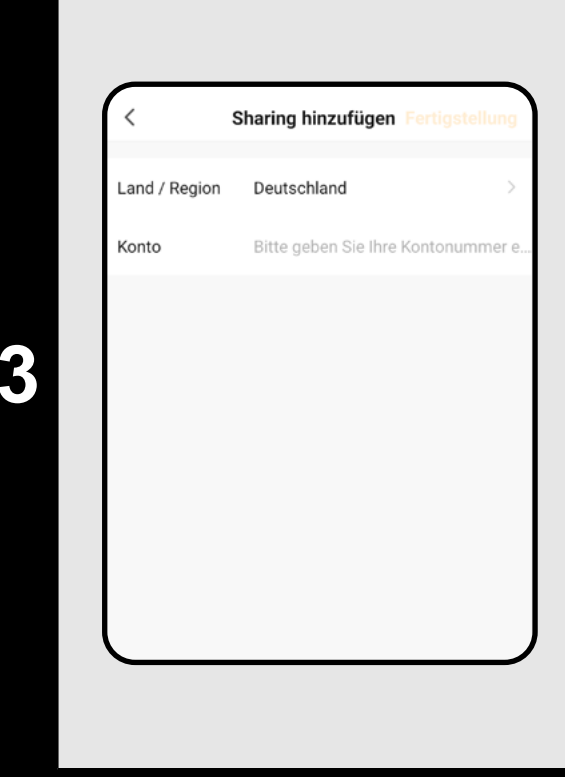 Sharing hinzufügen Fertigstellung
Land / Region Deutschland
Konto Bitte geben Sie Ihre Kontonummer e...
3